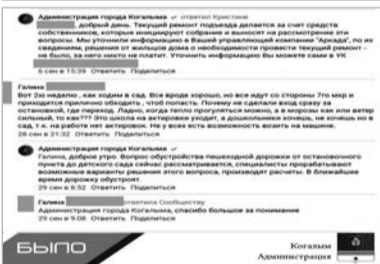 Администрация города Когалыма ответил Кристине
, добрый день. Текущий ремонт подъезда делается за счет средств
собственников, которые инициируют собрание и выносят на рассмотрение эти
вопросы. Мы уточнили информацию в Вашей управляющей компании "Аркада", по их
сведениям, решения от жильцов дома о необходимости провести текущий ремонт -
не было, за него никто не платит. Уточнить информацию Вы можете сами в УК
6 сен в 15:39 Ответить Поделиться
Галина
Вот 2ю неделю , как ходим в сад. Все вроде хорошо, но все идут со стороны 7го мкр и
приходится прилично обходить , чтоб попасть. Почему не сделали вход сразу за
остановкой, где переход. Ладно, когда тепло прогуляться можно, а в морозы как или ветер
сильный, то как??? Это школа на актировки уходит, а дошкольники хочешь, не хочешь но в
сад, т.к. на работе нет актировок. Не у всех есть возможность возить на машине.
28 сен в 21:32 Ответить Поделиться
Администрация города Когалыма
Галина, доброе утро. Вопрос обустройства пешеходной дорожки от остановочного
пункта до детского сада сейчас рассматривается, специалисты прорабатывают
возможные варианты решения этого вопроса, производят расчеты. В ближайшее
время дорожку обустроят.
29 сен в 8:52 Ответить Поделиться
Галина ответила Сообществу
Администрация города Когалыма, спасибо большое за понимание
29 сен в 9:08 Ответить Поделиться
БЫЛО
Когалым
Администрация